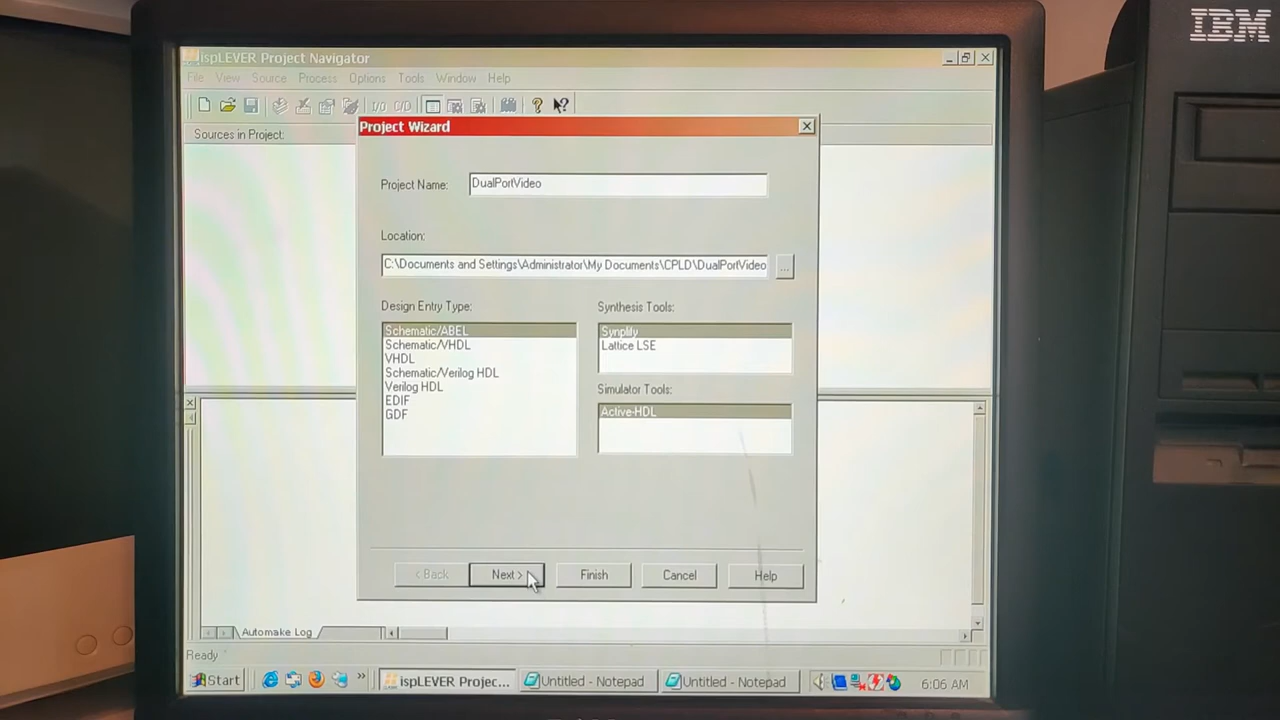 IBM
ispLEVER Project Navigator
File View Source Process Options Tools Window Help
I/O C/D
Sources in Project:
Project Wizard
Project Name: DualPortVideo
Location:
C:\Documents and Settings\Administrator\My Documents\CPLD\DualPortVideo ...
Design Entry Type:
Schematic/ABEL
Schematic/VHDL
VHDL
Schematic/Verilog HDL
Verilog HDL
EDIF
GDF
Synthesis Tools:
Synplify
Lattice LSE
Simulator Tools:
Active-HDL
< Back Next > Finish Cancel Help
Automake Log
Ready
Start » ispLEVER Projec... Untitled - Notepad Untitled - Notepad 6:06 AM